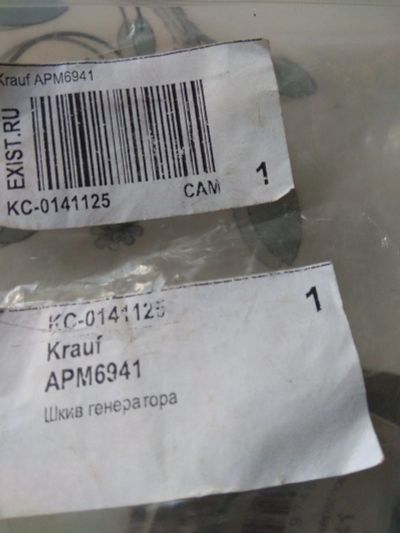 Krauf APM6941
EXIST.RU
KC-0141125
CAM
1
KC-0141125
1
Krauf
APM6941
Шкив генератора